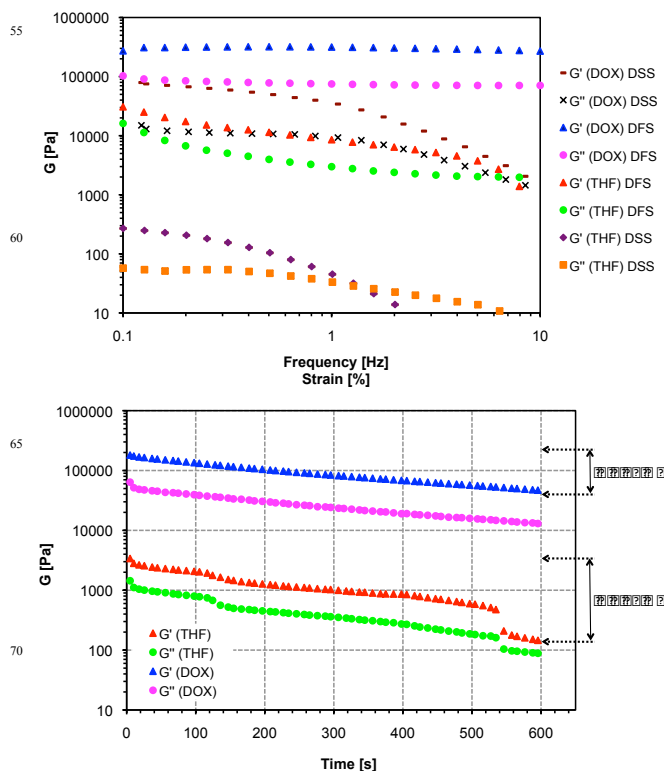 55
1000000
100000
10000
1000
100
10
G [Pa]
0.1
1
10
Frequency [Hz]
Strain [%]
G' (DOX) DSS
G" (DOX) DSS
G' (DOX) DFS
G" (DOX) DFS
G' (THF) DFS
G" (THF) DFS
G' (THF) DSS
G" (THF) DSS
60
65
1000000
100000
10000
1000
100
10
G [Pa]
G' (THF)
G" (THF)
G' (DOX)
G" (DOX)
70
0
100
200
300
400
500
600
Time [s]